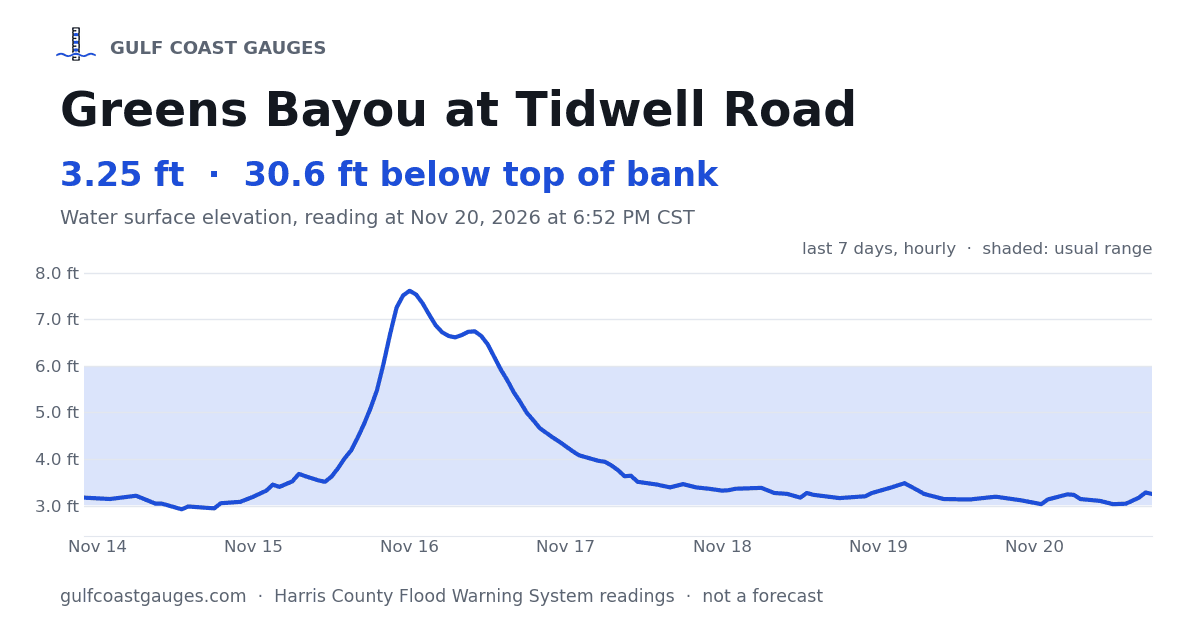 GULF COAST GAUGES
Greens Bayou at Tidwell Road
3.25 ft · 30.6 ft below top of bank
Water surface elevation, reading at Nov 20, 2026 at 6:52 PM CST
last 7 days, hourly · shaded: usual range
8.0 ft
7.0 ft
6.0 ft
5.0 ft
4.0 ft
3.0 ft
Nov 14 Nov 15 Nov 16 Nov 17 Nov 18 Nov 19 Nov 20
gulfcoastgauges.com · Harris County Flood Warning System readings · not a forecast